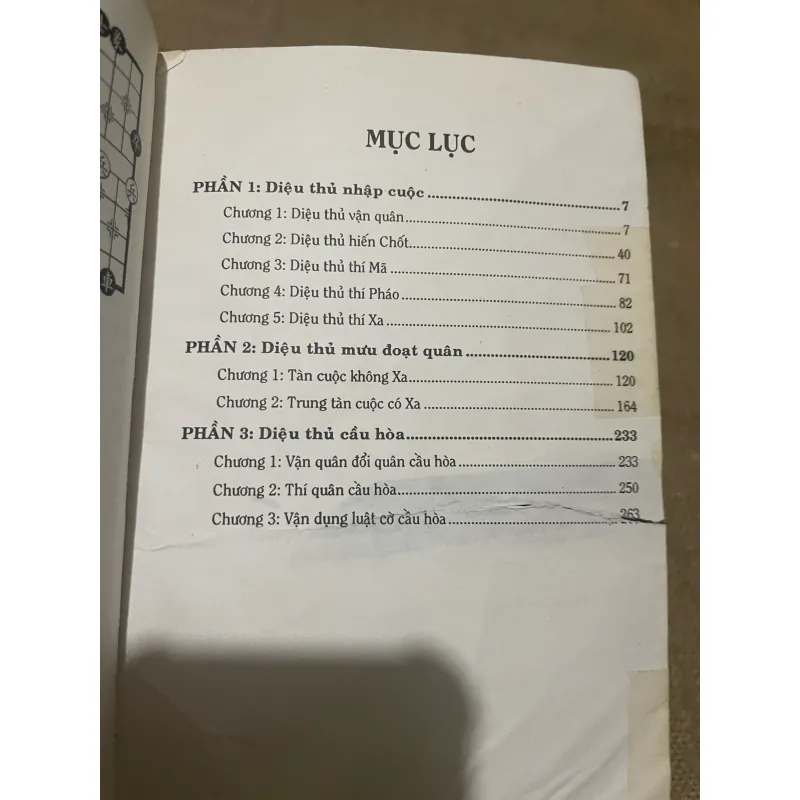 MỤC LỤC
PHẦN 1: Diệu thủ nhập cuộc 7
Chương 1: Diệu thủ vận quân 7
Chương 2: Diệu thủ hiến Chốt 40
Chương 3: Diệu thủ thí Mã 71
Chương 4: Diệu thủ thí Pháo 82
Chương 5: Diệu thủ thí Xa 102
PHẦN 2: Diệu thủ mưu đoạt quân 120
Chương 1: Tàn cuộc không Xa 120
Chương 2: Trung tàn cuộc có Xa 164
PHẦN 3: Diệu thủ cầu hòa 233
Chương 1: Vận quân đổi quân cầu hòa 233
Chương 2: Thí quân cầu hòa 250
Chương 3: Vận dụng luật cờ cầu hòa 263